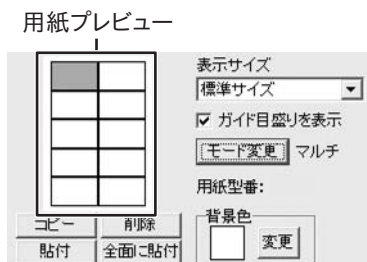 用紙プレビュー
表示サイズ
標準サイズ
ガイド目盛りを表示
モード変更 マルチ
用紙型番:
コピー 削除
貼付 全面に貼付
背景色
変更